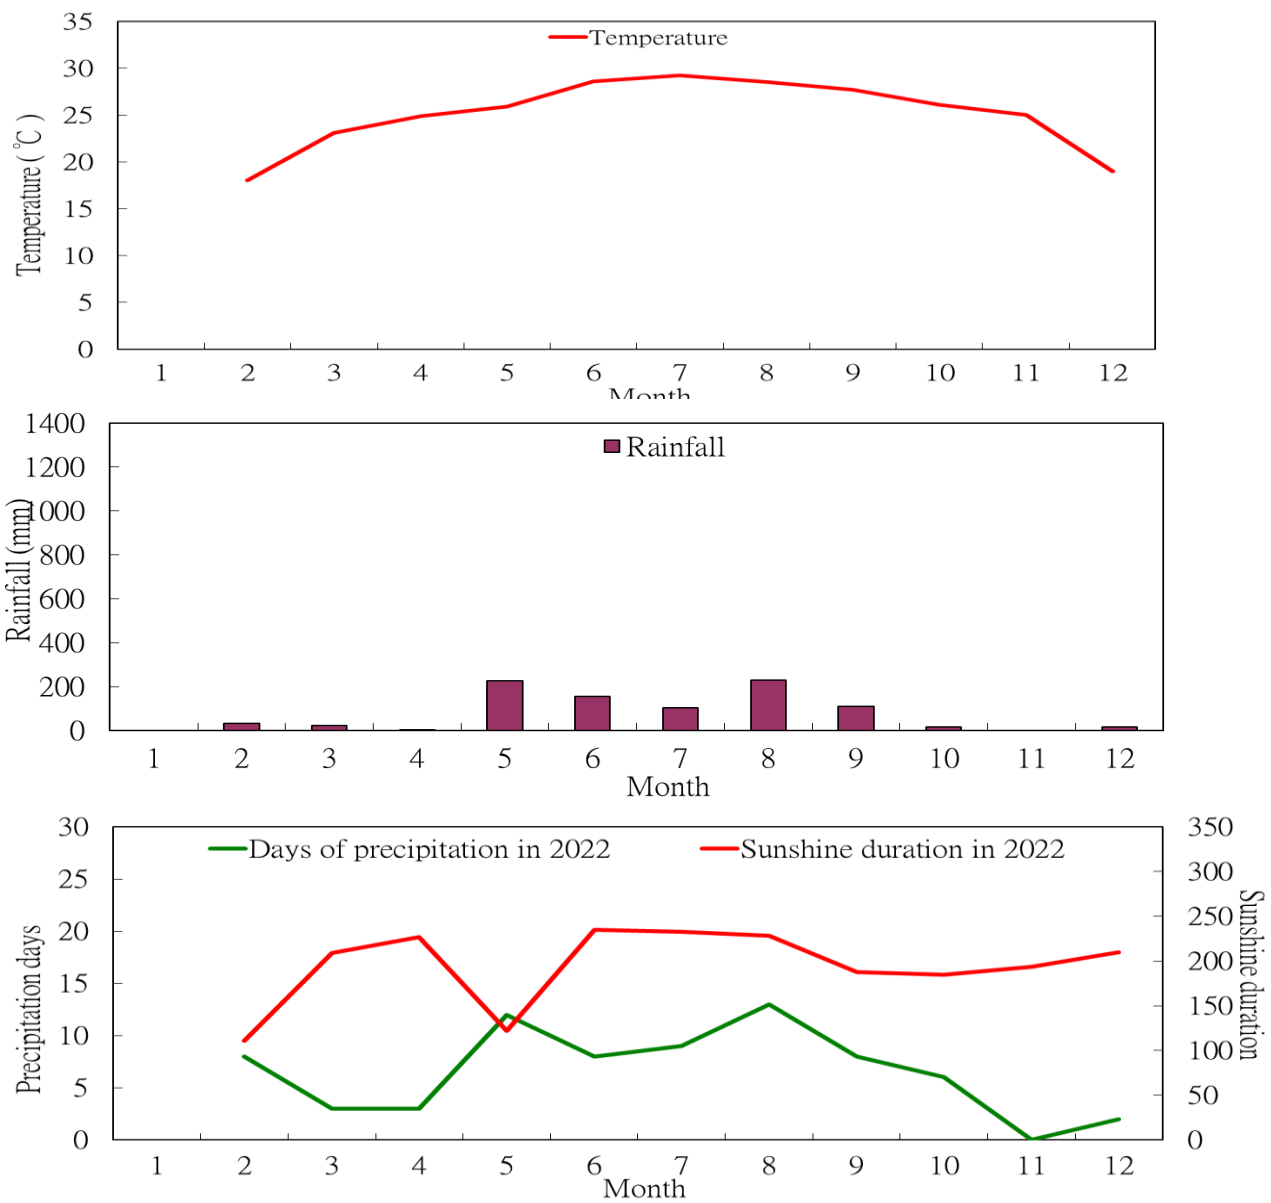 35
Temperature
30
25
20
15
10
5
0
Temperature ( ℃ )
1 2 3 4 5 6 7 8 9 10 11 12
Month
1400
Rainfall
1200
1000
800
600
400
200
0
Rainfall (mm)
1 2 3 4 5 6 7 8 9 10 11 12
Month
30 350
Days of precipitation in 2022 Sunshine duration in 2022
25 300
20 250
15 200
10 150
5 100
0 50
0
Precipitation days
Sunshine duration
1 2 3 4 5 6 7 8 9 10 11 12
Month